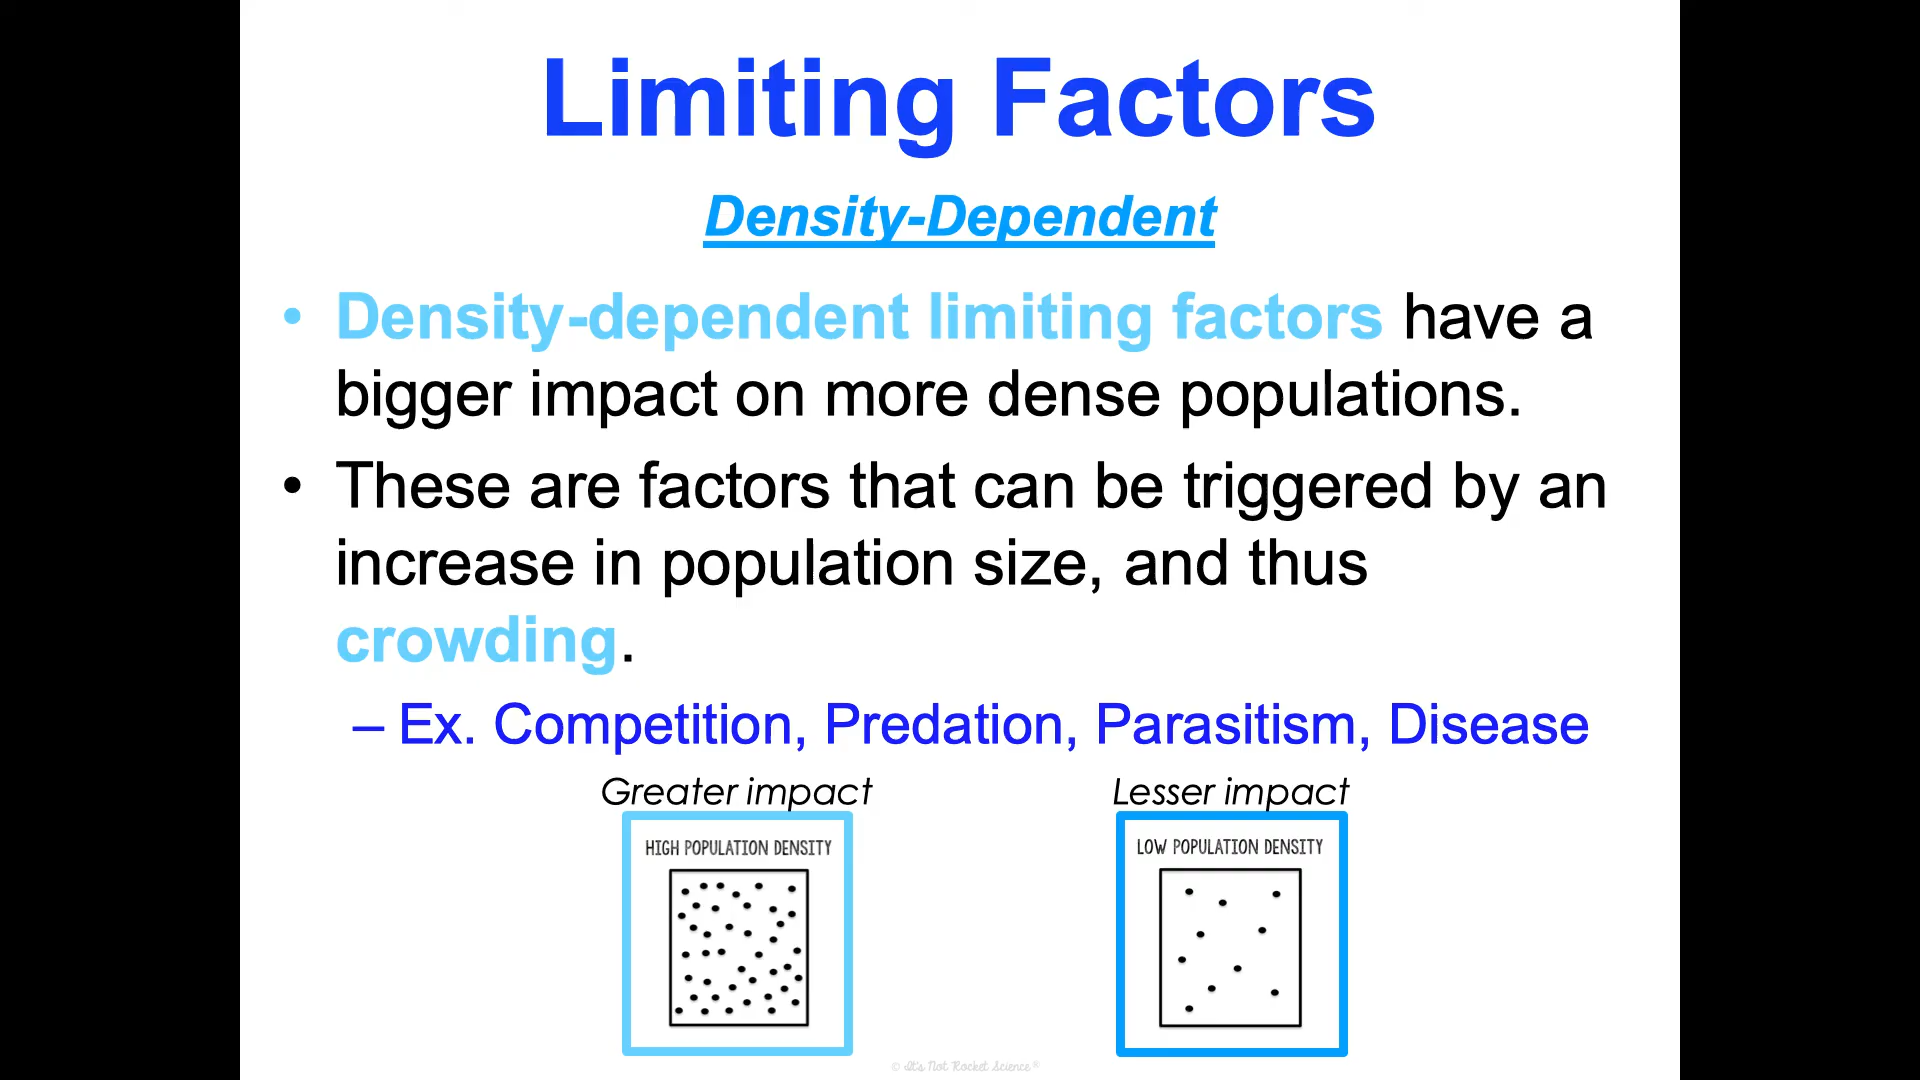 Limiting Factors
Density-Dependent
• Density-dependent limiting factors have a
bigger impact on more dense populations.
• These are factors that can be triggered by an
increase in population size, and thus
crowding.
– Ex. Competition, Predation, Parasitism, Disease
Greater impact
Lesser impact
HIGH POPULATION DENSITY
LOW POPULATION DENSITY
© It's Not Rocket Science®